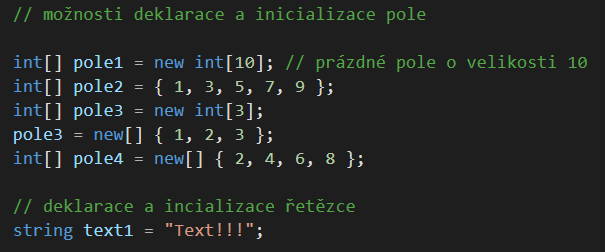 // možnosti deklarace a inicializace pole
int[] pole1 = new int[10]; // prázdné pole o velikosti 10
int[] pole2 = { 1, 3, 5, 7, 9 };
int[] pole3 = new int[3];
pole3 = new[] { 1, 2, 3 };
int[] pole4 = new[] { 2, 4, 6, 8 };
// deklarace a incializace řetězce
string text1 = "Text!!!";